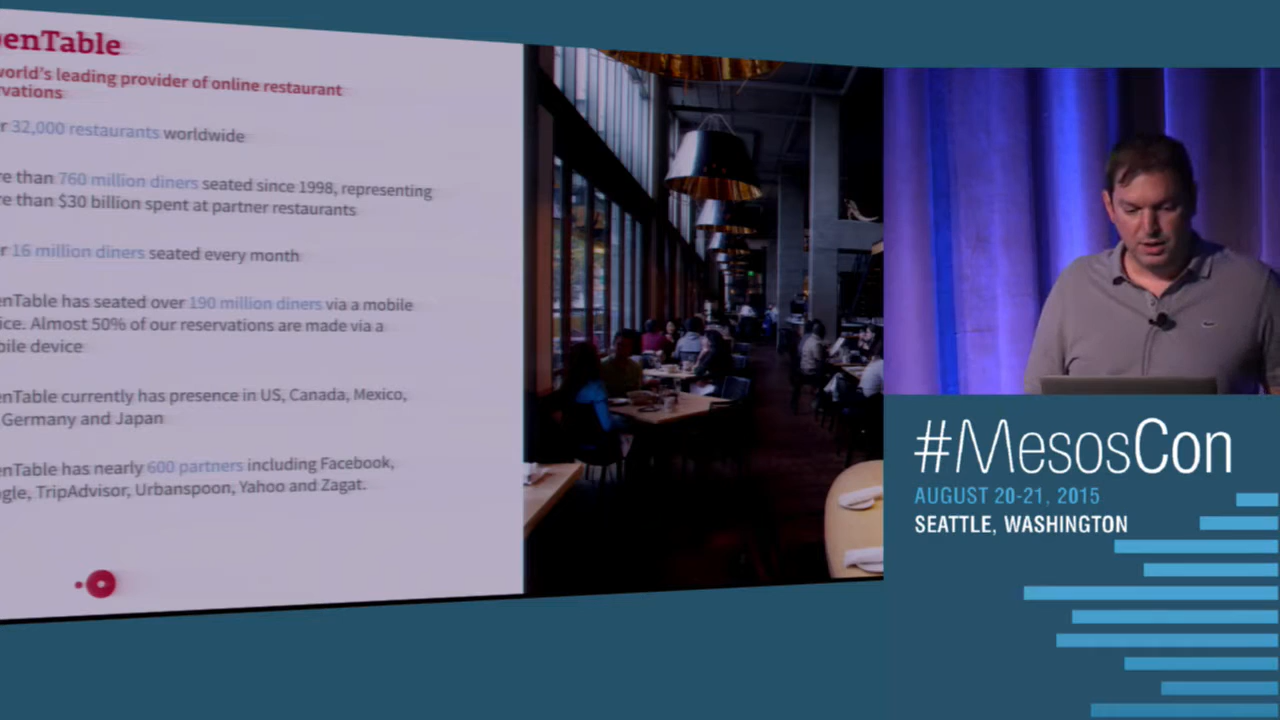 enTable
world's leading provider of online restaurant
vations
r 32,000 restaurants worldwide
re than 760 million diners seated since 1998, representing
re than $30 billion spent at partner restaurants
r 16 million diners seated every month
enTable has seated over 190 million diners via a mobile
ice. Almost 50% of our reservations are made via a
bile device
enTable currently has presence in US, Canada, Mexico,
Germany and Japan
enTable has nearly 600 partners including Facebook,
gle, TripAdvisor, Urbanspoon, Yahoo and Zagat.
#MesosCon
AUGUST 20-21, 2015
SEATTLE, WASHINGTON